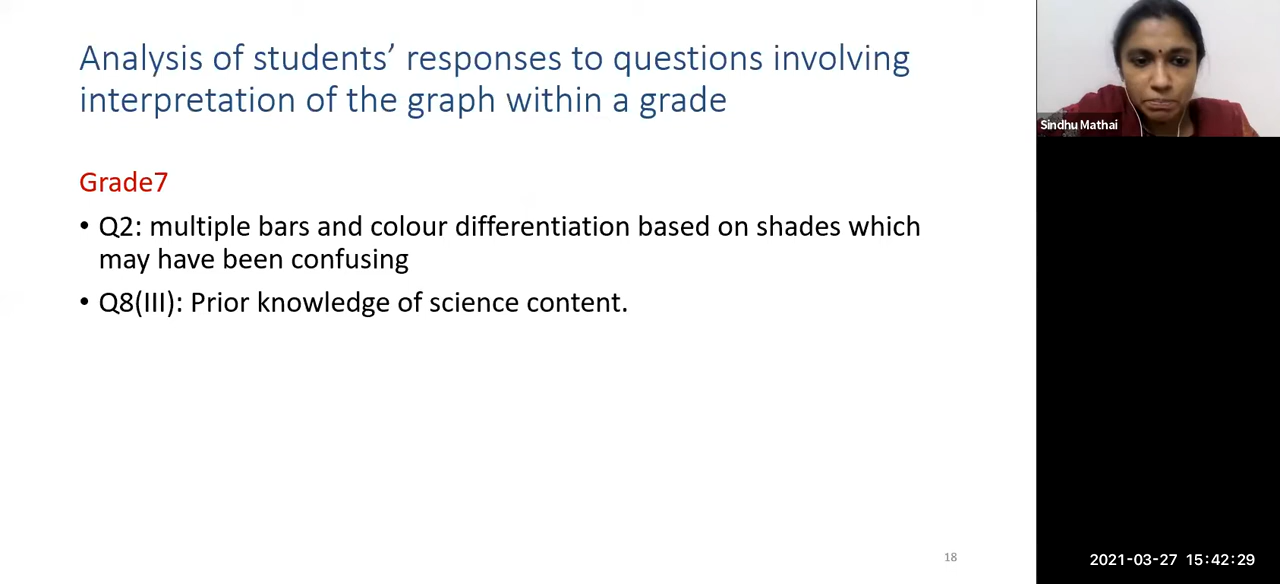 Analysis of students’ responses to questions involving
interpretation of the graph within a grade
Grade7
• Q2: multiple bars and colour differentiation based on shades which
may have been confusing
• Q8(III): Prior knowledge of science content.
18
Sindhu Mathai
2021-03-27 15:42:29